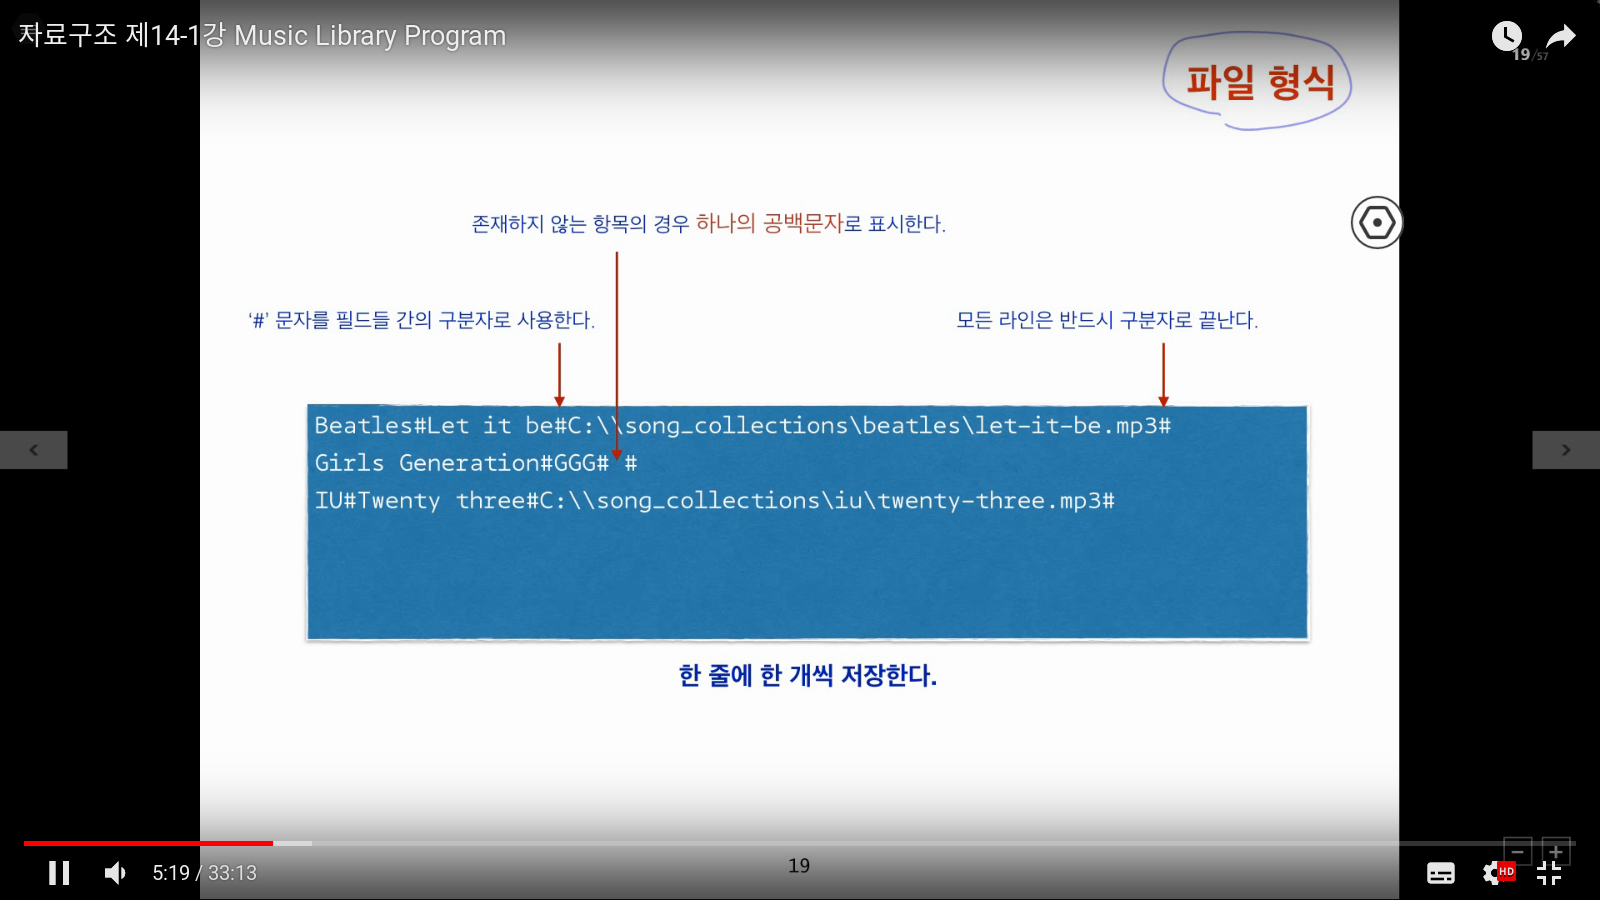 자료구조 제14-1강 Music Library Program
19/57
파일 형식
존재하지 않는 항목의 경우 하나의 공백문자로 표시한다.
‘#’ 문자를 필드들 간의 구분자로 사용한다.
모든 라인은 반드시 구분자로 끝난다.
Beatles#Let it be#C:\\song_collections\beatles\let-it-be.mp3#
Girls Generation#GGG# #
IU#Twenty three#C:\\song_collections\iu\twenty-three.mp3#
한 줄에 한 개씩 저장한다.
19
5:19 / 33:13
HD